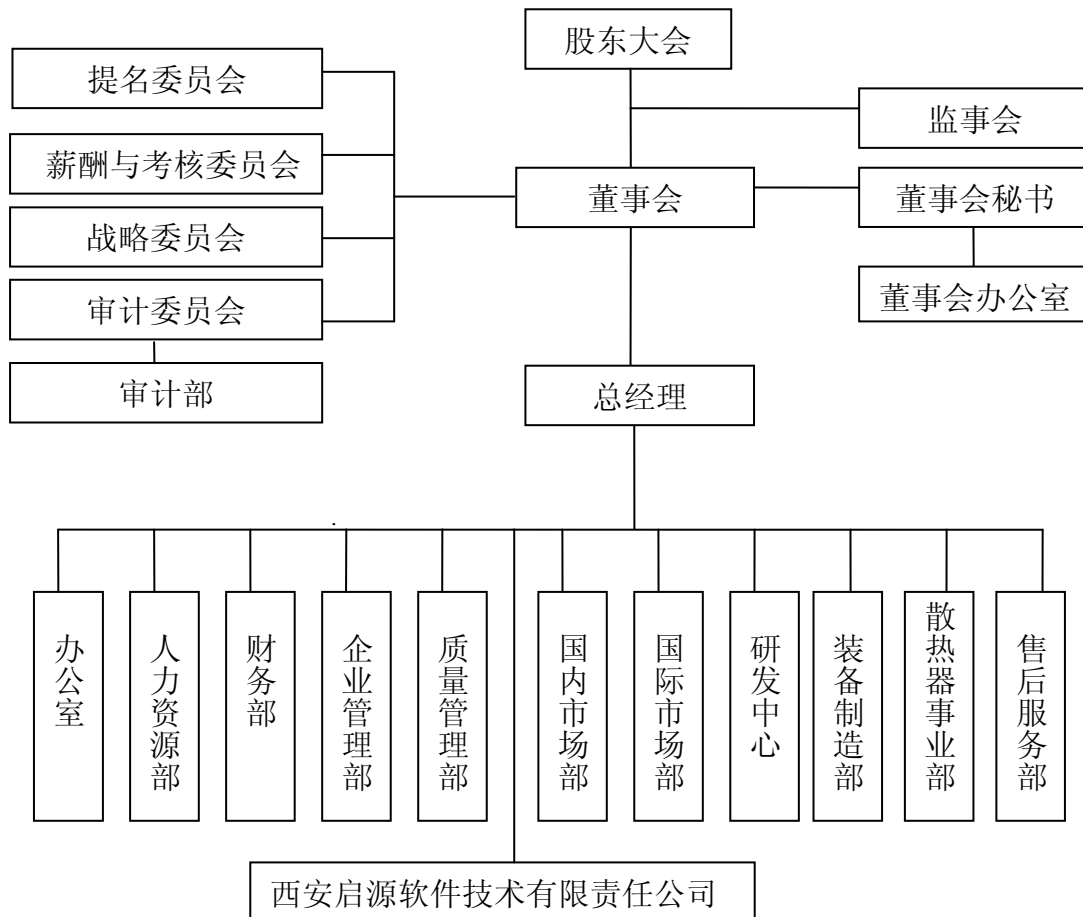 股东大会
提名委员会
监事会
薪酬与考核委员会
董事会
董事会秘书
战略委员会
审计委员会
董事会办公室
审计部
总经理
办公室
人力资源部
财务部
企业管理部
质量管理部
国内市场部
国际市场部
研发中心
装备制造部
散热器事业部
售后服务部
西安启源软件技术有限责任公司